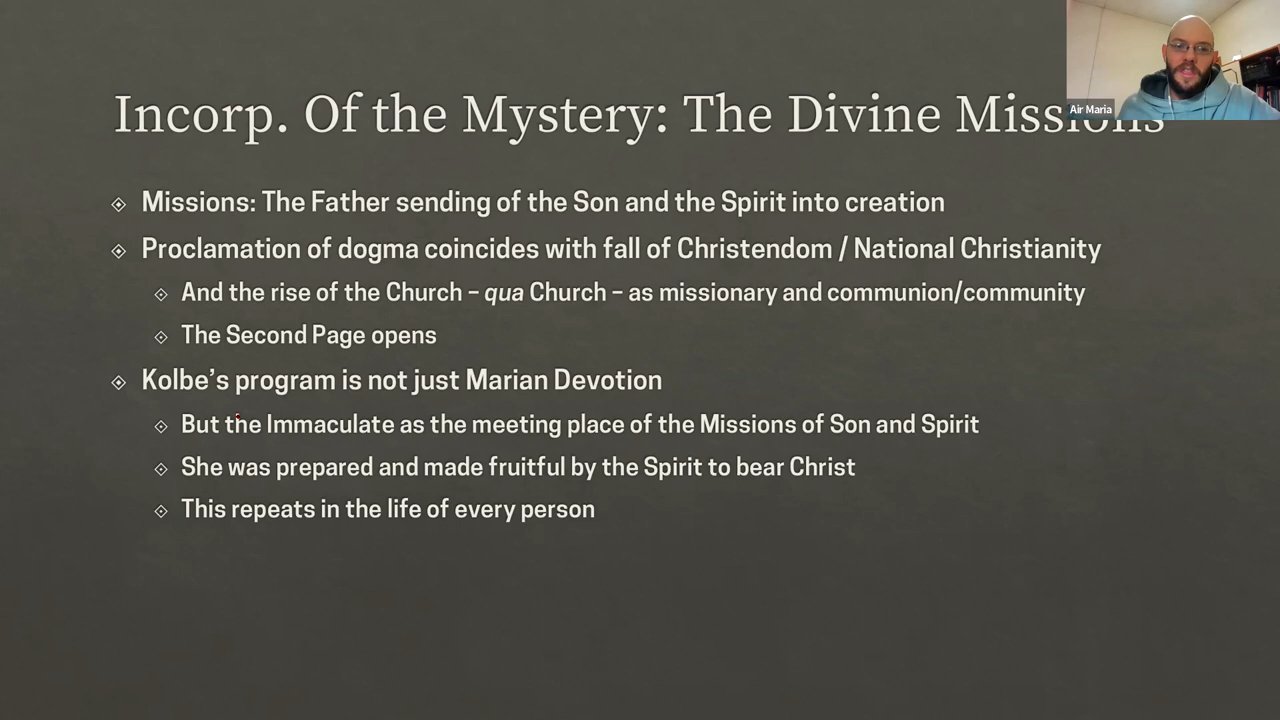 Incorp. Of the Mystery: The Divine Missions
Air Maria
Missions: The Father sending of the Son and the Spirit into creation
Proclamation of dogma coincides with fall of Christendom / National Christianity
And the rise of the Church – qua Church – as missionary and communion/community
The Second Page opens
Kolbe’s program is not just Marian Devotion
But the Immaculate as the meeting place of the Missions of Son and Spirit
She was prepared and made fruitful by the Spirit to bear Christ
This repeats in the life of every person